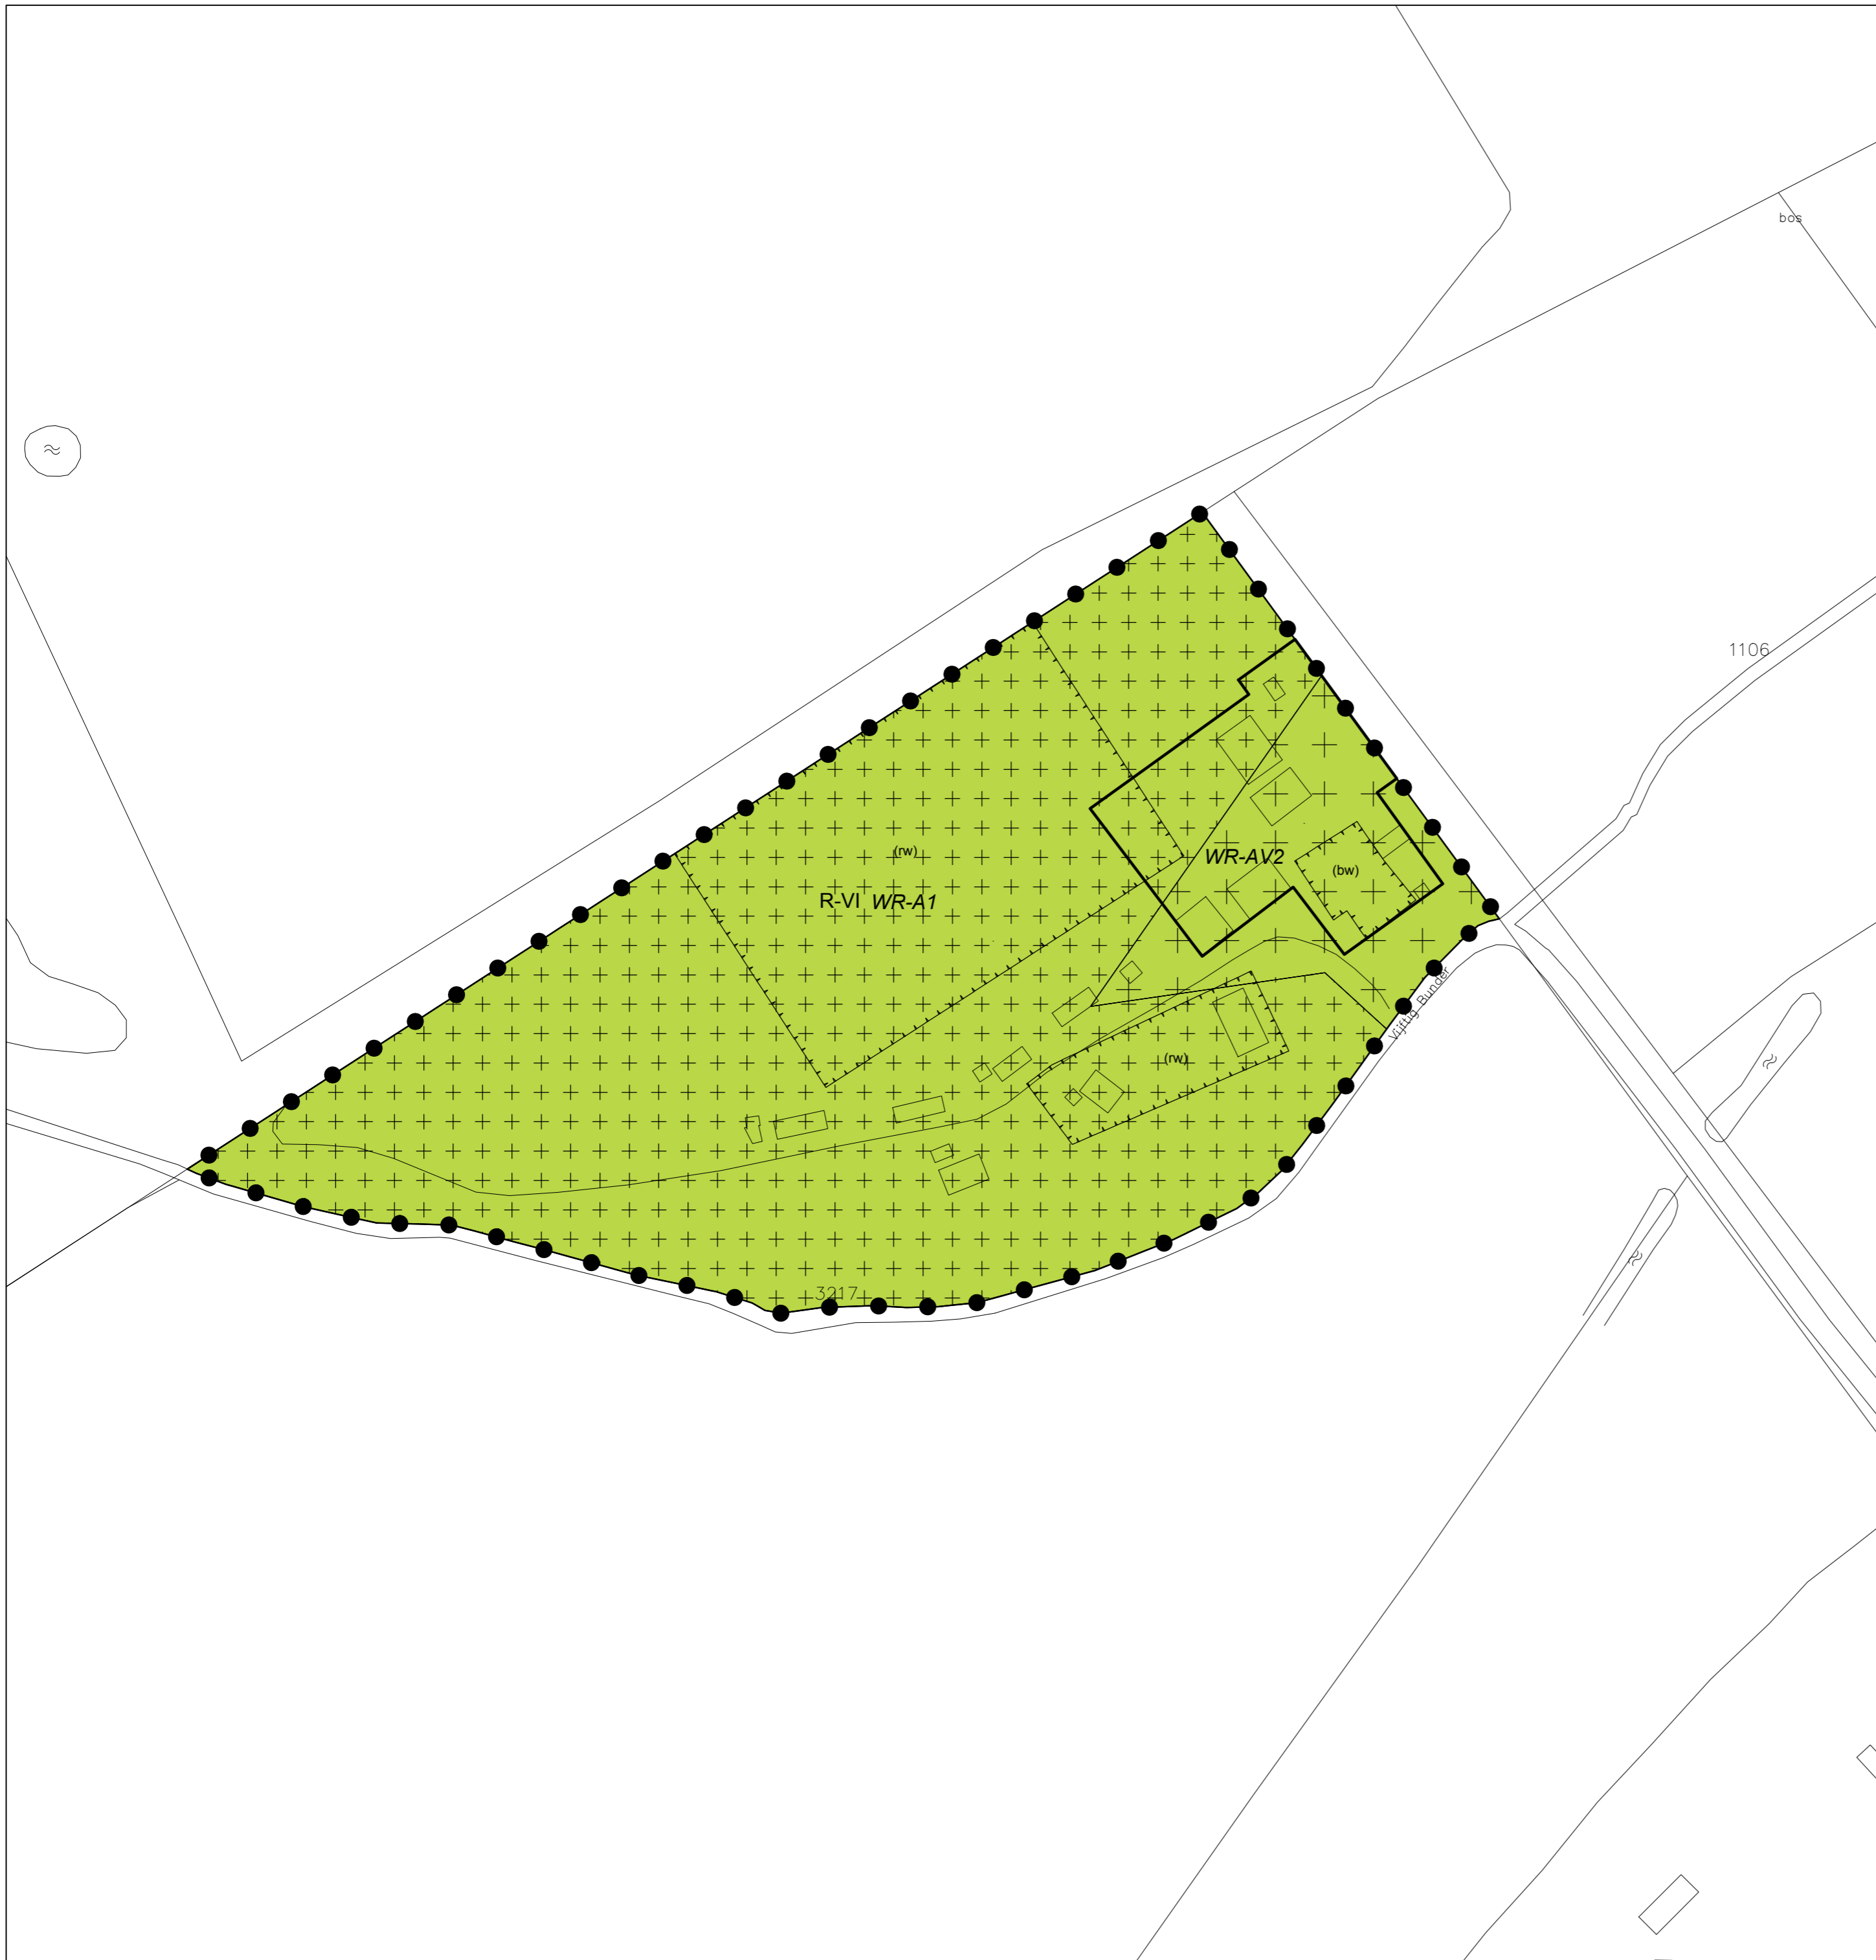 bos
1106
(rw)
WR-AV2
(bw)
R-VI WR-A1
Vijftig Bunder
(rw)
3217